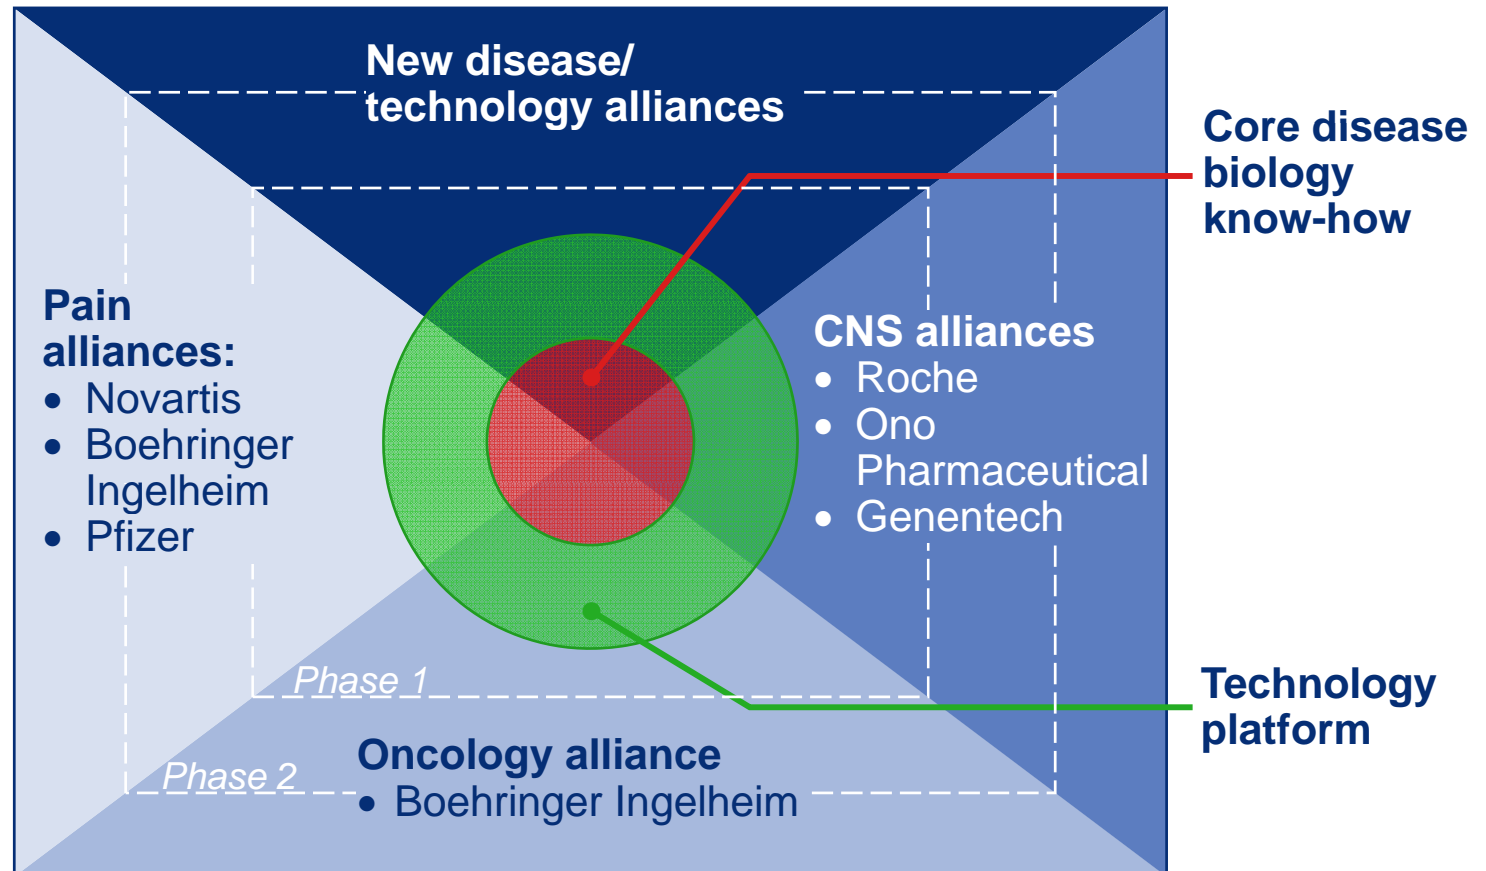 New disease/
technology alliances
Core disease
biology
know-how
Pain
alliances:
• Novartis
• Boehringer
Ingelheim
• Pfizer
CNS alliances
• Roche
• Ono
Pharmaceutical
• Genentech
Phase 1
Technology
platform
Oncology alliance
• Boehringer Ingelheim
Phase 2